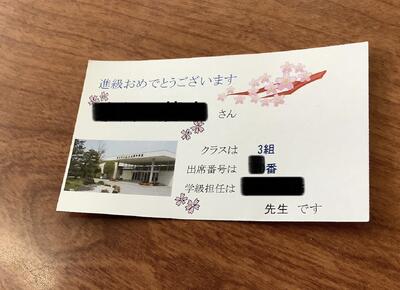 進級おめでとうございます
さん
クラスは 3組
出席番号は 番
学級担任は
先生 です